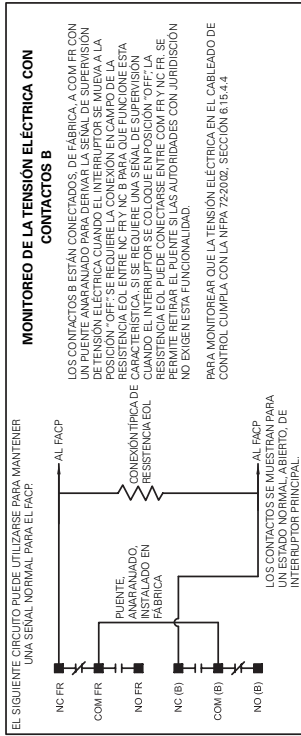 EL SIGUIENTE CIRCUITO PUEDE UTILIZARSE PARA MANTENER
UNA SEÑAL NORMAL PARA EL FACP.
NC FR
COM FR
NO FR
NC (B)
COM (B)
NO (B)
PUENTE,
ANARANJADO,
INSTALADO EN
FÁBRICA
AL FACP
CONEXIÓN TÍPICA DE
RESISTENCIA EOL
AL FACP
LOS CONTACTOS SE MUESTRAN PARA
UN ESTADO NORMAL, ABIERTO, DE
INTERRUPTOR PRINCIPAL.
MONITOREO DE LA TENSIÓN ELÉCTRICA CON
CONTACTOS B
LOS CONTACTOS B ESTÁN CONECTADOS, DE FÁBRICA, A COM FR CON
UN PUENTE ANARANJADO PARA DERIVAR LA SEÑAL DE SUPERVISIÓN
DE TENSIÓN ELÉCTRICA CUANDO EL INTERRUPTOR SE MUEVA A LA
POSICIÓN "OFF". SE REQUIERE LA CONEXIÓN EN CAMPO DE LA
RESISTENCIA EOL ENTRE NC FR Y NC B PARA QUE FUNCIONE ESTA
CARACTERÍSTICA. SI SE REQUIERE UNA SEÑAL DE SUPERVISIÓN
CUANDO EL INTERRUPTOR SE COLOQUE EN POSICIÓN "OFF", LA
RESISTENCIA EOL PUEDE CONECTARSE ENTRE COM FR Y NC FR. SE
PERMITE RETIRAR EL PUENTE SI LAS AUTORIDADES CON JURIDISCIÓN
NO EXIGEN ESTA FUNCIONALIDAD.
PARA MONITOREAR QUE LA TENSIÓN ELÉCTRICA EN EL CABLEADO DE
CONTROL CUMPLA CON LA NFPA 72-2002, SECCIÓN 6.15.4.4